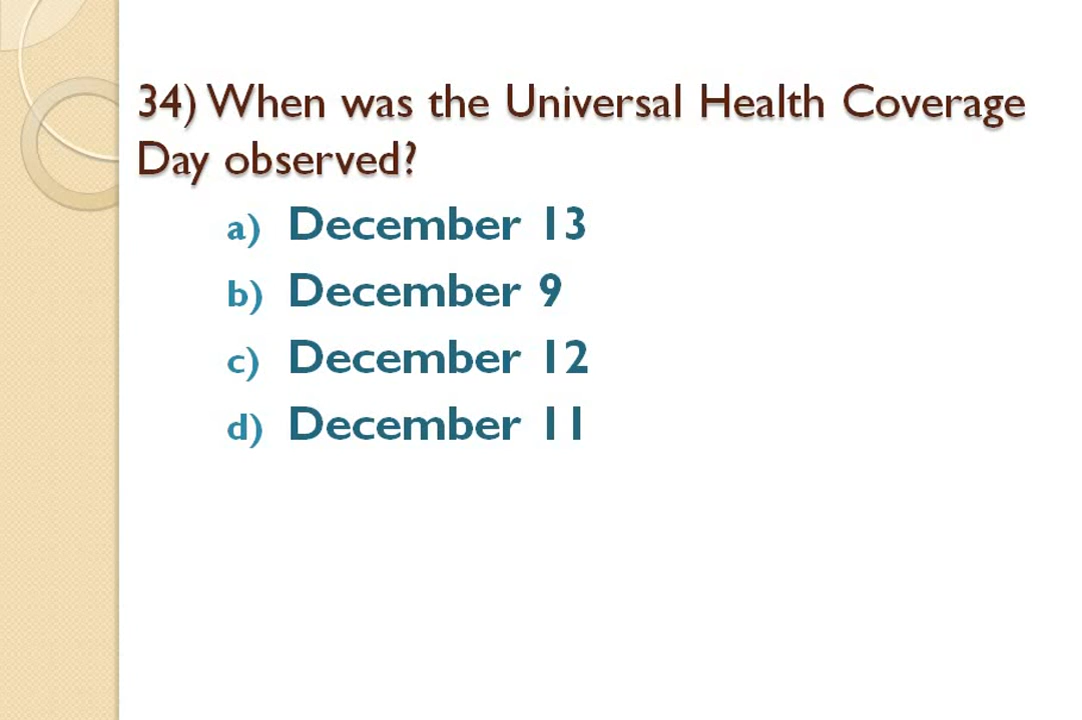 34) When was the Universal Health Coverage
Day observed?
a) December 13
b) December 9
c) December 12
d) December 11